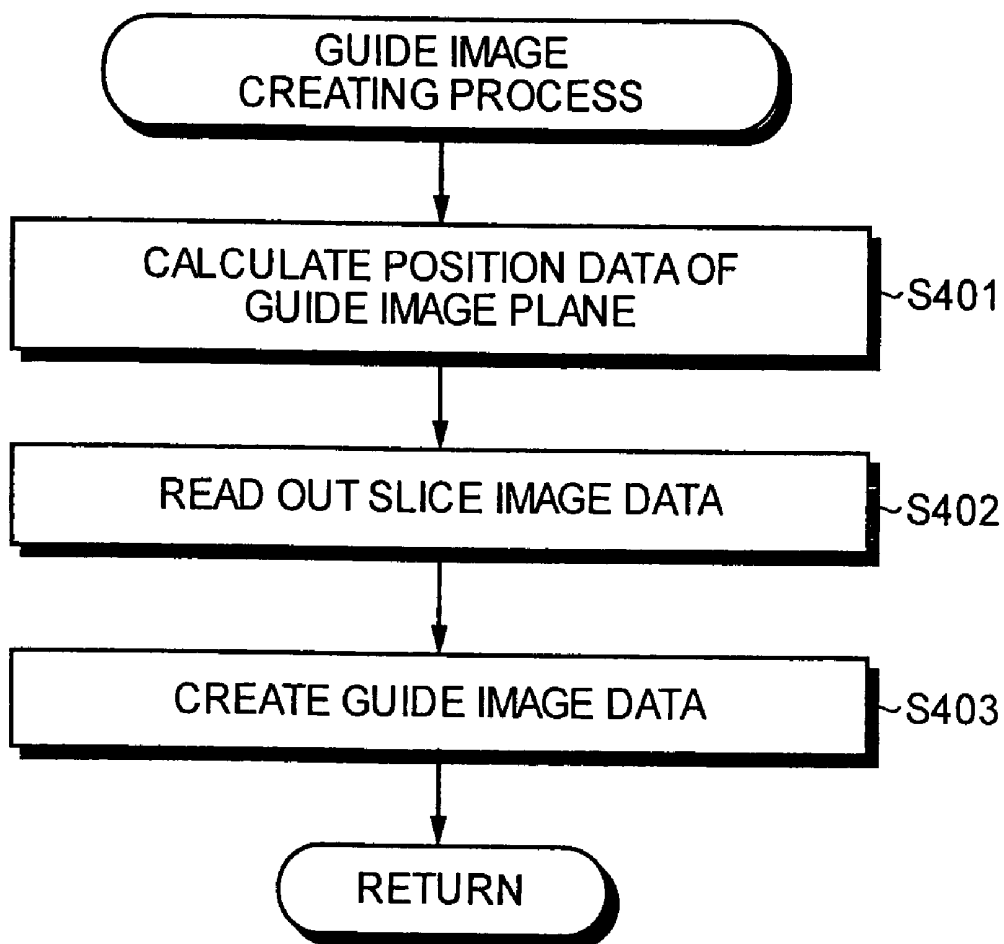 GUIDE IMAGE
CREATING PROCESS
CALCULATE POSITION DATA OF
GUIDE IMAGE PLANE
~S401
READ OUT SLICE IMAGE DATA
~S402
CREATE GUIDE IMAGE DATA
~S403
RETURN